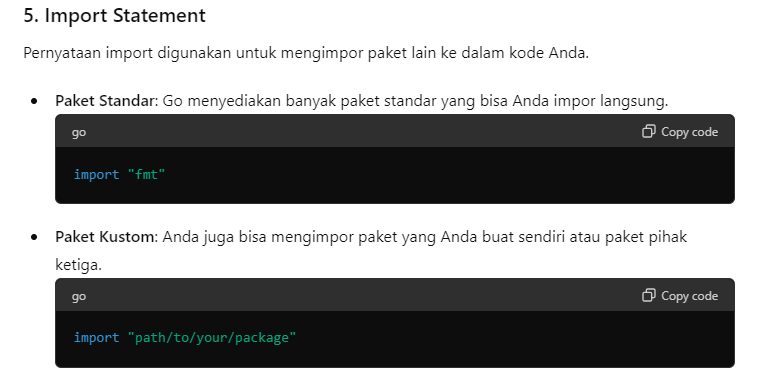 5. Import Statement
Pernyataan import digunakan untuk mengimpor paket lain ke dalam kode Anda.
Paket Standar: Go menyediakan banyak paket standar yang bisa Anda impor langsung.
go Copy code
import "fmt"
Paket Kustom: Anda juga bisa mengimpor paket yang Anda buat sendiri atau paket pihak
ketiga.
go Copy code
import "path/to/your/package"